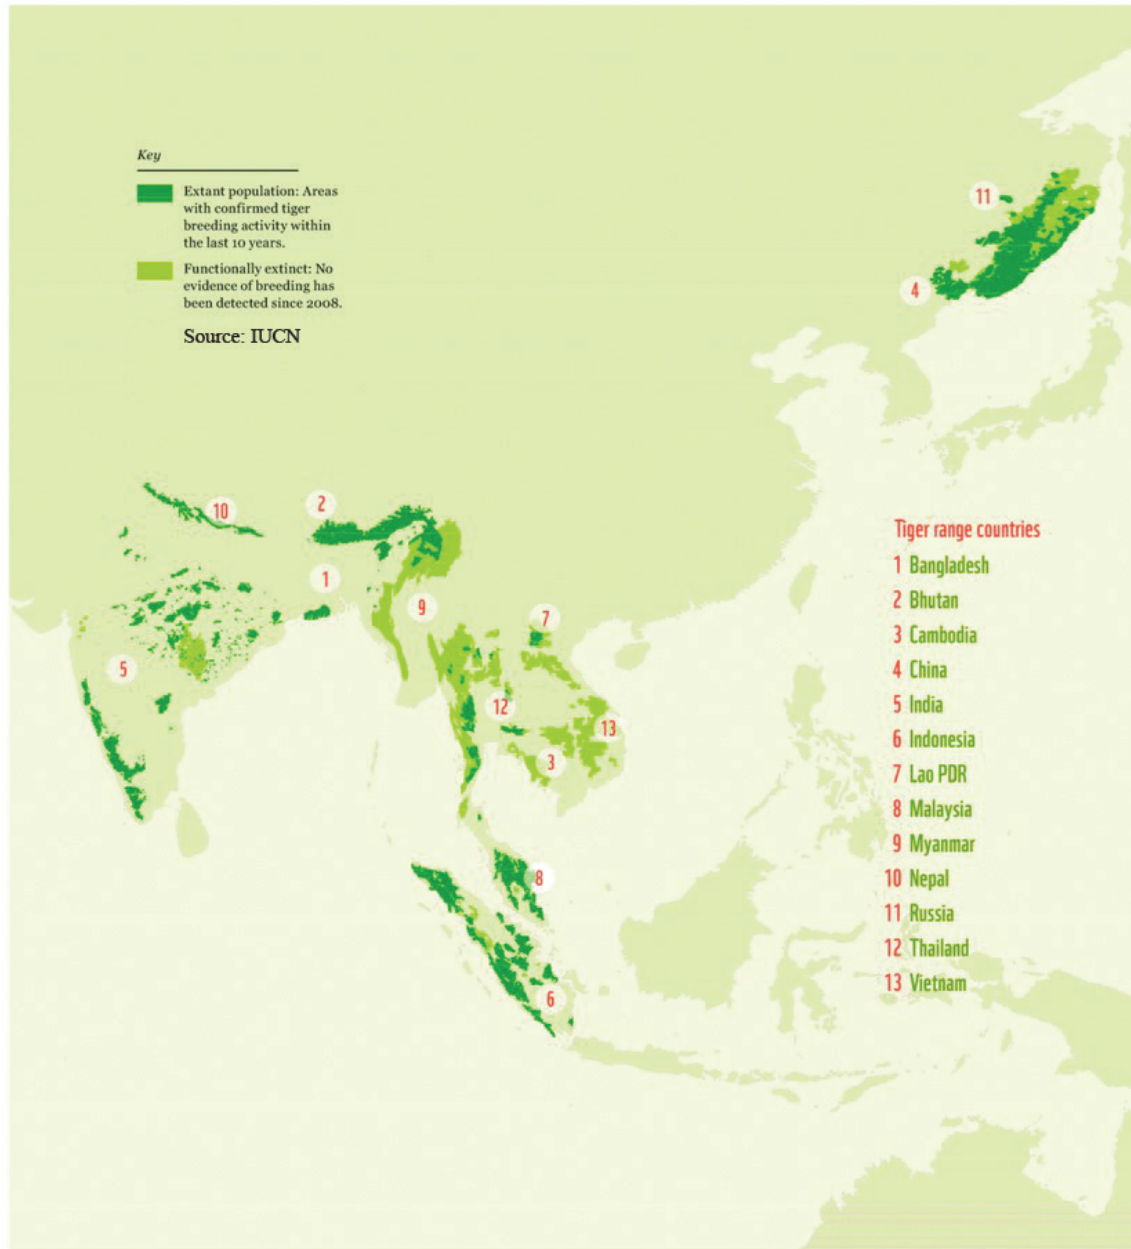 Key
Extant population: Areas
with confirmed tiger
breeding activity within
the last 10 years.
Functionally extinct: No
evidence of breeding has
been detected since 2008.
Source: IUCN
11
4
10
2
1
9
7
5
12
13
3
8
6
Tiger range countries
1 Bangladesh
2 Bhutan
3 Cambodia
4 China
5 India
6 Indonesia
7 Lao PDR
8 Malaysia
9 Myanmar
10 Nepal
11 Russia
12 Thailand
13 Vietnam